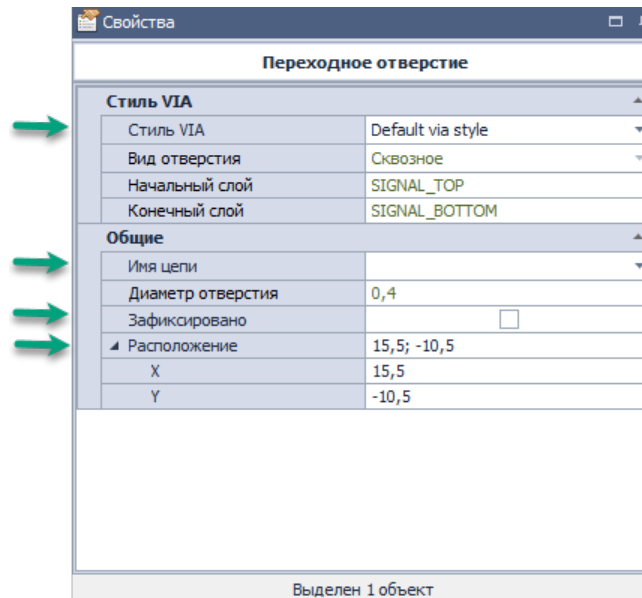 Свойства
Переходное отверстие
Стиль VIA
Стиль VIA Default via style
Вид отверстия Сквозное
Начальный слой SIGNAL_TOP
Конечный слой SIGNAL_BOTTOM
Общие
Имя цепи
Диаметр отверстия 0,4
Зафиксировано
Расположение 15,5; -10,5
X 15,5
Y -10,5
Выделен 1 объект